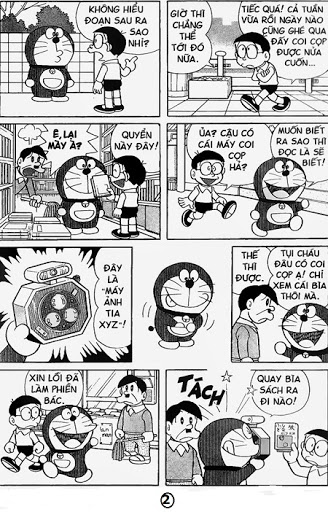 KHÔNG HIỂU
ĐOẠN SAU RA
SAO NHỈ?
GIỜ THÌ
CHẲNG
THỂ
TỚI ĐÓ
NỮA.
TIẾC QUÁ! CẢ TUẦN
VỪA RỒI NGÀY NÀO
CŨNG GHÉ QUA
ĐẤY COI CỌP
ĐƯỢC NỬA
CUỐN...
Ê, LẠI
MÀY À?
QUYỂN
NÀY ĐÂY!
ỦA? CẬU CÓ
CÁI MÁY COI
CỌP
HẢ?
MUỐN BIẾT
RA SAO THÌ
ĐỌC LÀ SẼ
BIẾT!
ĐÂY
LÀ
"MÁY
ẢNH
TIA
XYZ"!
THẾ
THÌ
ĐƯỢC.
TỤI CHÁU
ĐÂU CÓ COI
CỌP Ạ! CHỈ
XEM CÁI BÌA
THÔI MÀ.
XIN LỖI ĐÃ
LÀM PHIỀN
BÁC.
TÁCH
QUAY BÌA
SÁCH RA
ĐI NÀO!
2